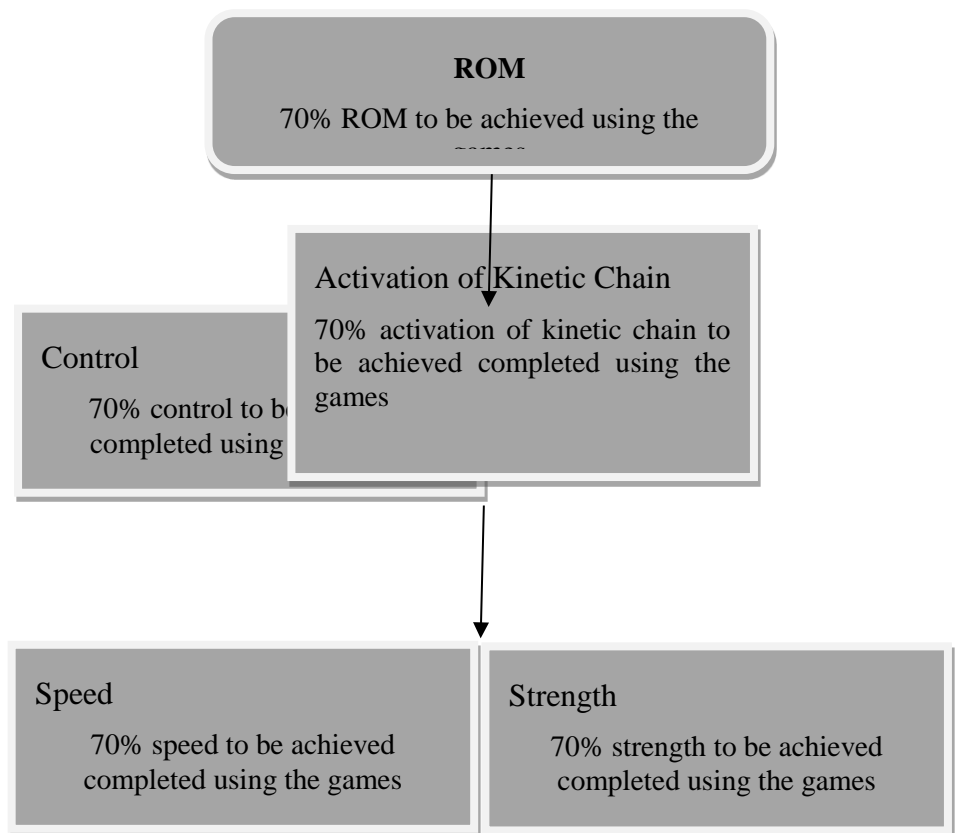 ROM
70% ROM to be achieved using the
Activation of Kinetic Chain
70% activation of kinetic chain to
be achieved completed using the
games
Control
70% control to
completed using
Speed
70% speed to be achieved
completed using the games
Strength
70% strength to be achieved
completed using the games